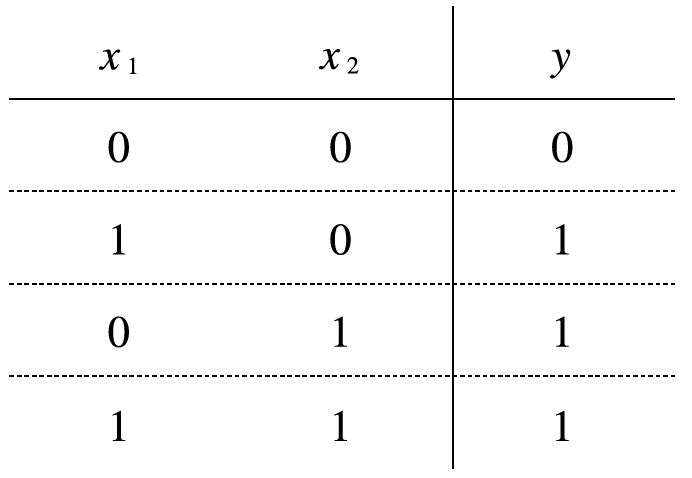 x₁ x₂ y
0 0 0
1 0 1
0 1 1
1 1 1